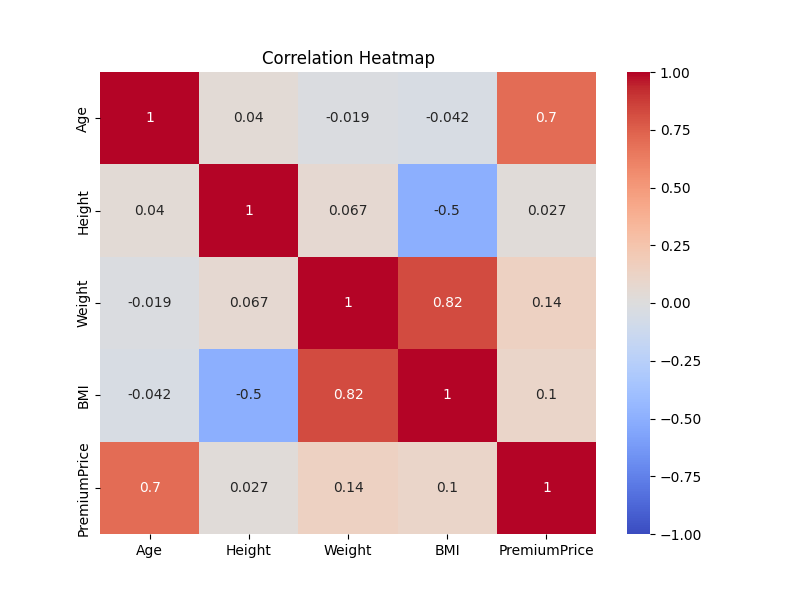 Correlation Heatmap
Age 1 0.04 -0.019 -0.042 0.7
Height 0.04 1 0.067 -0.5 0.027
Weight -0.019 0.067 1 0.82 0.14
BMI -0.042 -0.5 0.82 1 0.1
PremiumPrice 0.7 0.027 0.14 0.1 1
Age Height Weight BMI PremiumPrice
1.00
0.75
0.50
0.25
0.00
-0.25
-0.50
-0.75
-1.00